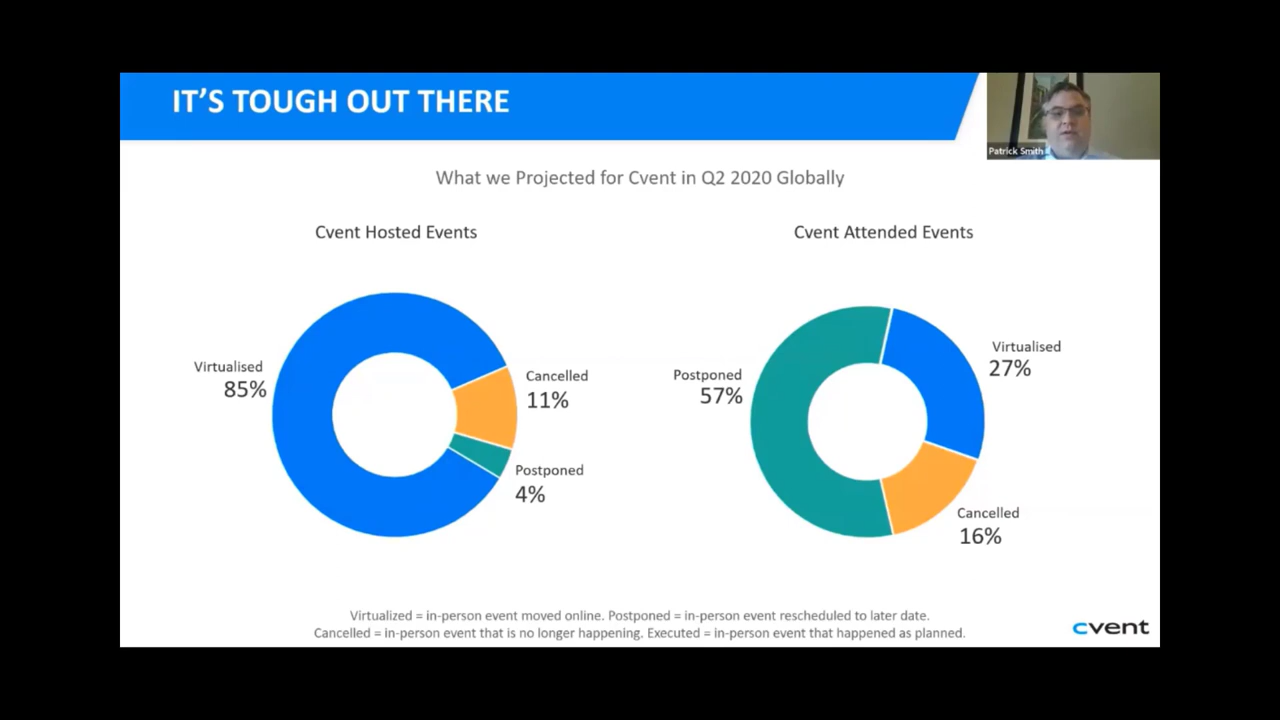 IT'S TOUGH OUT THERE
Patrick Smith
What we Projected for Cvent in Q2 2020 Globally
Cvent Hosted Events
Virtualised
85%
Cancelled
11%
Postponed
4%
Cvent Attended Events
Postponed
57%
Virtualised
27%
Cancelled
16%
Virtualized = in-person event moved online. Postponed = in-person event rescheduled to later date.
Cancelled = in-person event that is no longer happening. Executed = in-person event that happened as planned.
cvent